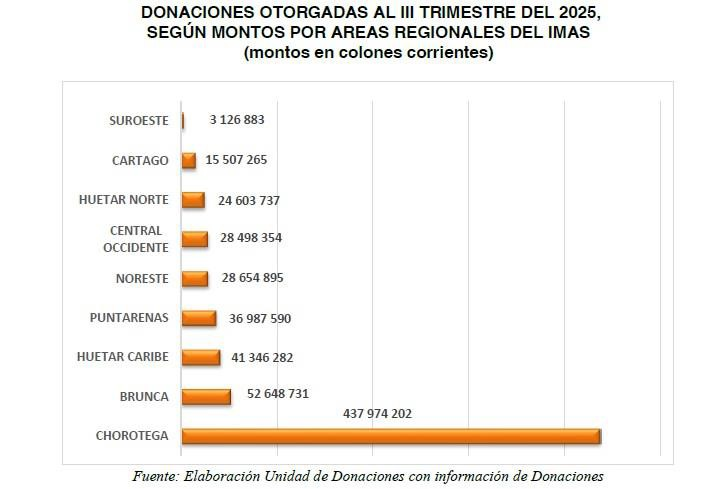 DONACIONES OTORGADAS AL III TRIMESTRE DEL 2025,
SEGÚN MONTOS POR AREAS REGIONALES DEL IMAS
(montos en colones corrientes)
SUROESTE 3 126 883
CARTAGO 15 507 265
HUETAR NORTE 24 603 737
CENTRAL
OCCIDENTE 28 498 354
NORESTE 28 654 895
PUNTARENAS 36 987 590
HUETAR CARIBE 41 346 282
BRUNCA 52 648 731
CHOROTEGA 437 974 202
Fuente: Elaboración Unidad de Donaciones con información de Donaciones